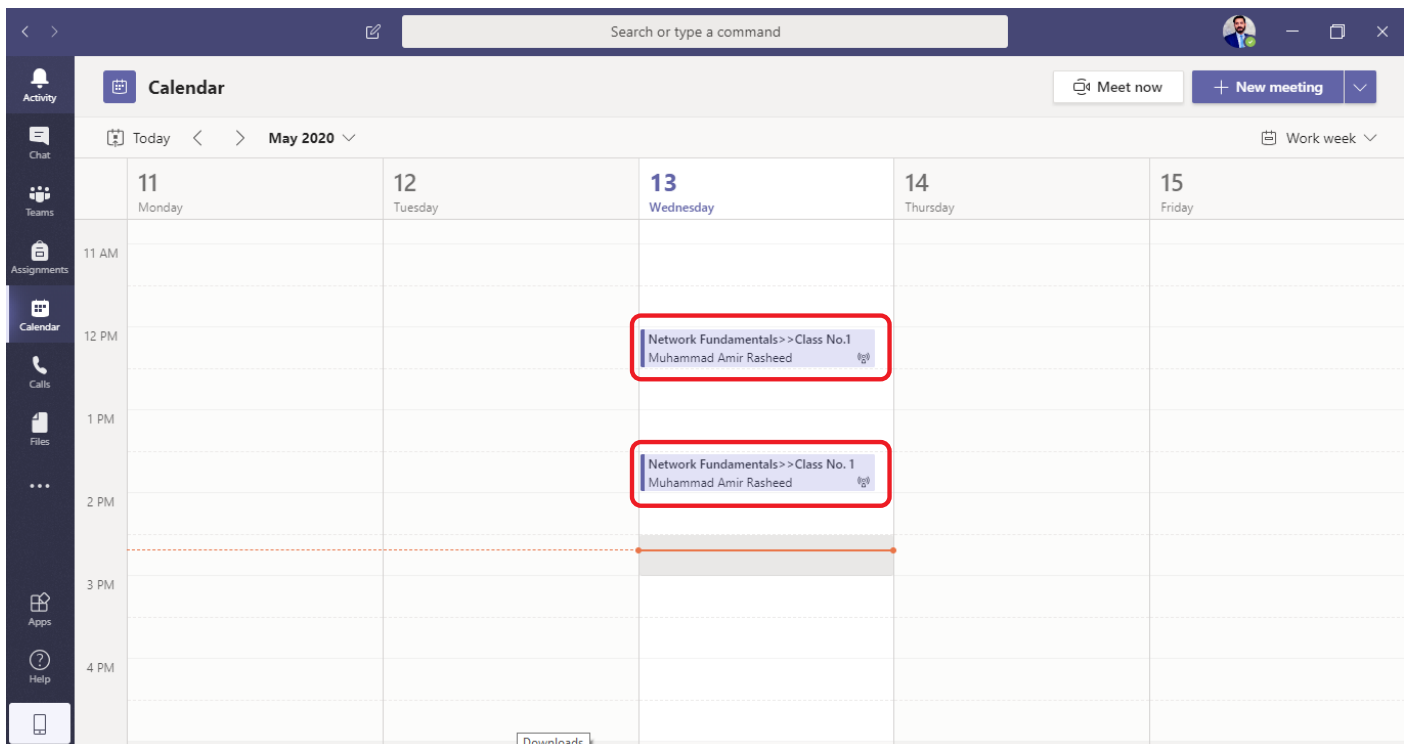 Search or type a command
Activity
Calendar
Meet now
New meeting
Chat
Today
May 2020
Work week
Teams
11
12
13
14
15
Monday
Tuesday
Wednesday
Thursday
Friday
Assignments
11 AM
Calendar
12 PM
Network Fundamentals>>Class No.1
Muhammad Amir Rasheed
Calls
1 PM
Files
Network Fundamentals>>Class No. 1
Muhammad Amir Rasheed
2 PM
3 PM
Apps
4 PM
Help
Downloads